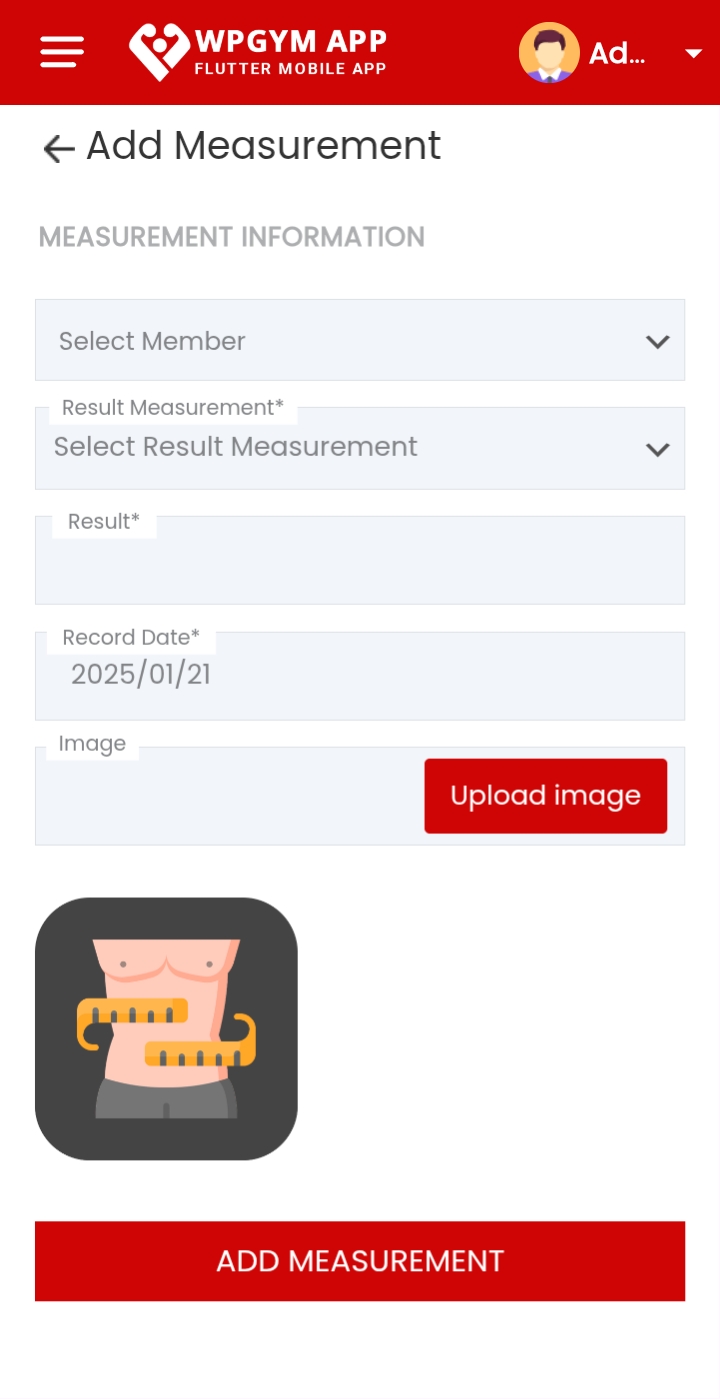 WPGYM APP
FLUTTER MOBILE APP
Ad...
Add Measurement
MEASUREMENT INFORMATION
Select Member
Result Measurement*
Select Result Measurement
Result*
Record Date*
2025/01/21
Image
Upload image
ADD MEASUREMENT